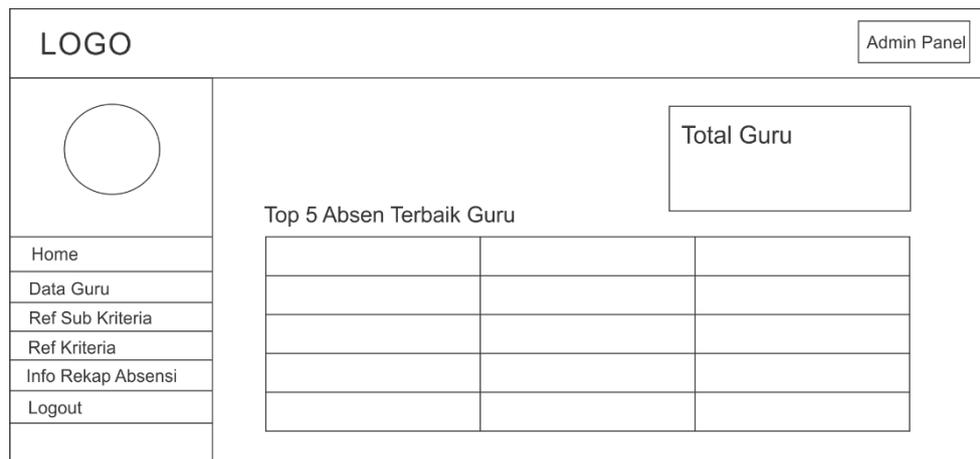 LOGO
Admin Panel
Total Guru
Top 5 Absen Terbaik Guru
Home
Data Guru
Ref Sub Kriteria
Ref Kriteria
Info Rekap Absensi
Logout